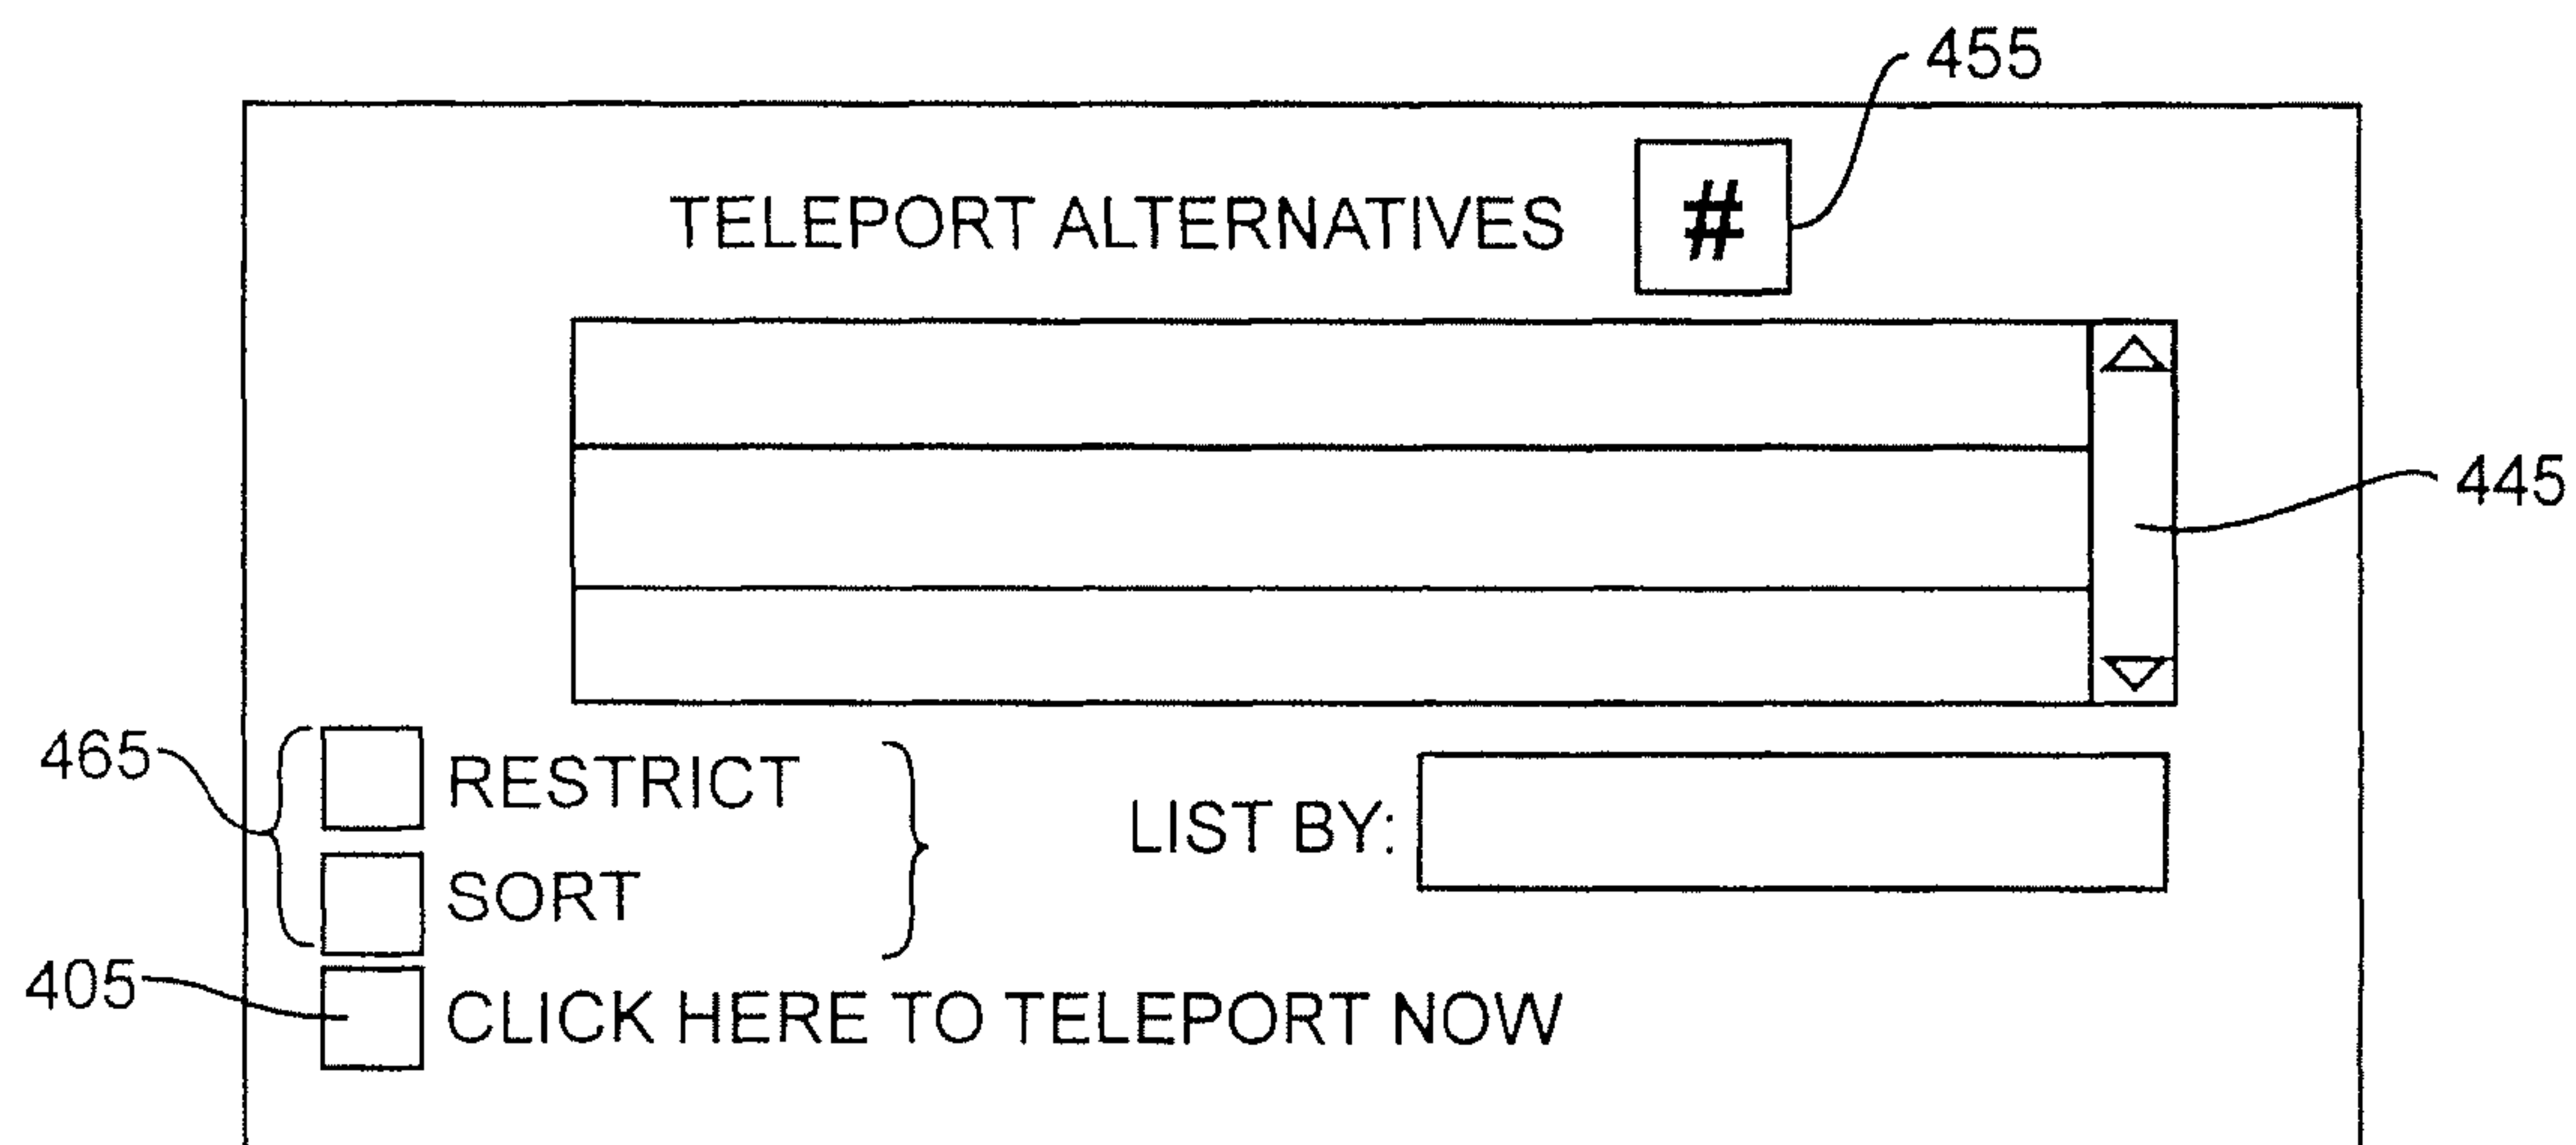 455
TELEPORT ALTERNATIVES #
445
465 RESTRICT
LIST BY:
SORT
405 CLICK HERE TO TELEPORT NOW